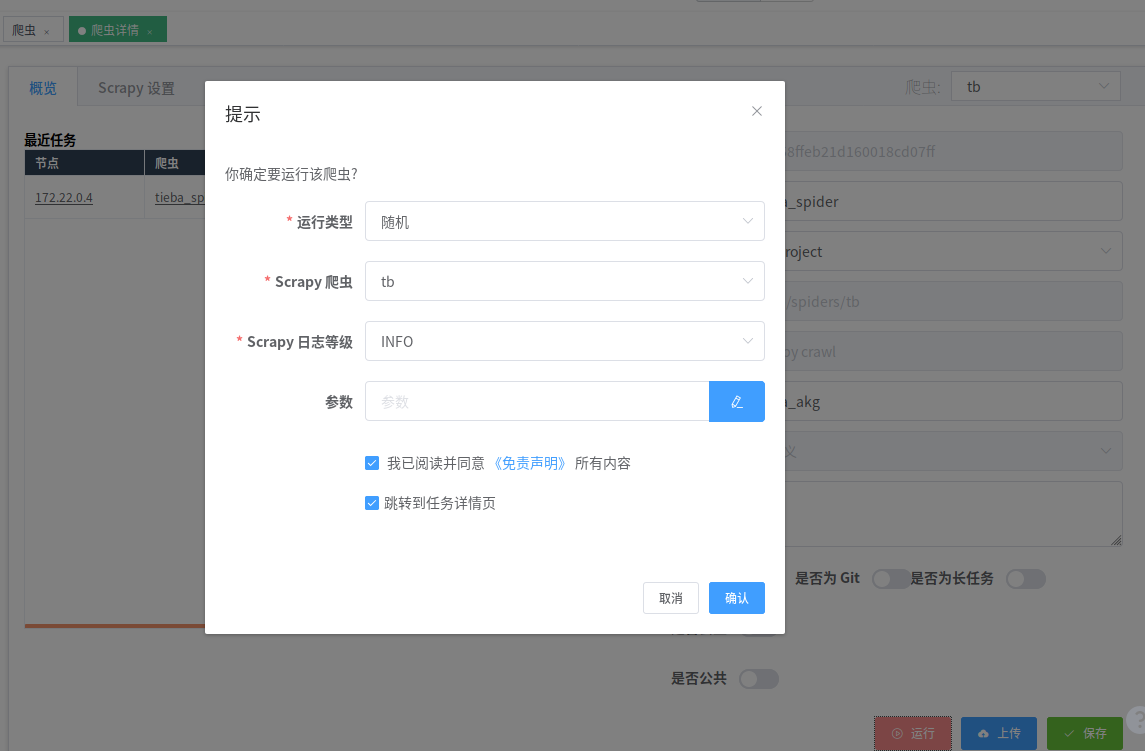 爬虫 × 爬虫详情 ×
概览 Scrapy 设置 爬虫: tb
最近任务
节点 爬虫
172.22.0.4 tieba_sp
提示
你确定要运行该爬虫?
* 运行类型 随机
* Scrapy 爬虫 tb
* Scrapy 日志等级 INFO
参数 参数
我已阅读并同意 《免责声明》 所有内容
跳转到任务详情页
取消 确认
8ffeb21d160018cd07ff
_spider
roject
/spiders/tb
py crawl
_akg
义
是否为 Git 是否为长任务
是否公共
运行 上传 保存
?